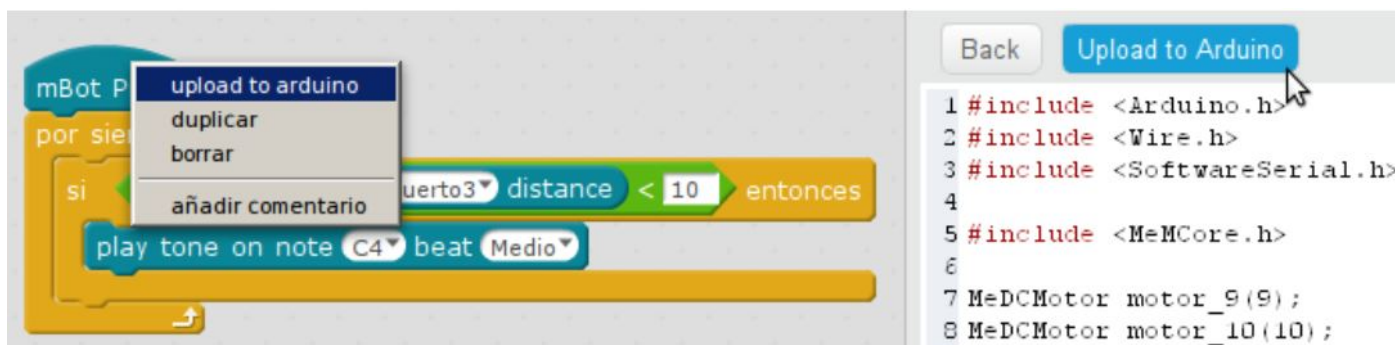 mBot P
upload to arduino
duplicar
borrar
añadir comentario
por sie
si uerto3 distance < 10 entonces
play tone on note C4 beat Medio
Back Upload to Arduino
1 #include <Arduino.h>
2 #include <Wire.h>
3 #include <SoftwareSerial.h>
4
5 #include <MeMCore.h>
6
7 MeDCMotor motor_9(9);
8 MeDCMotor motor_10(10);